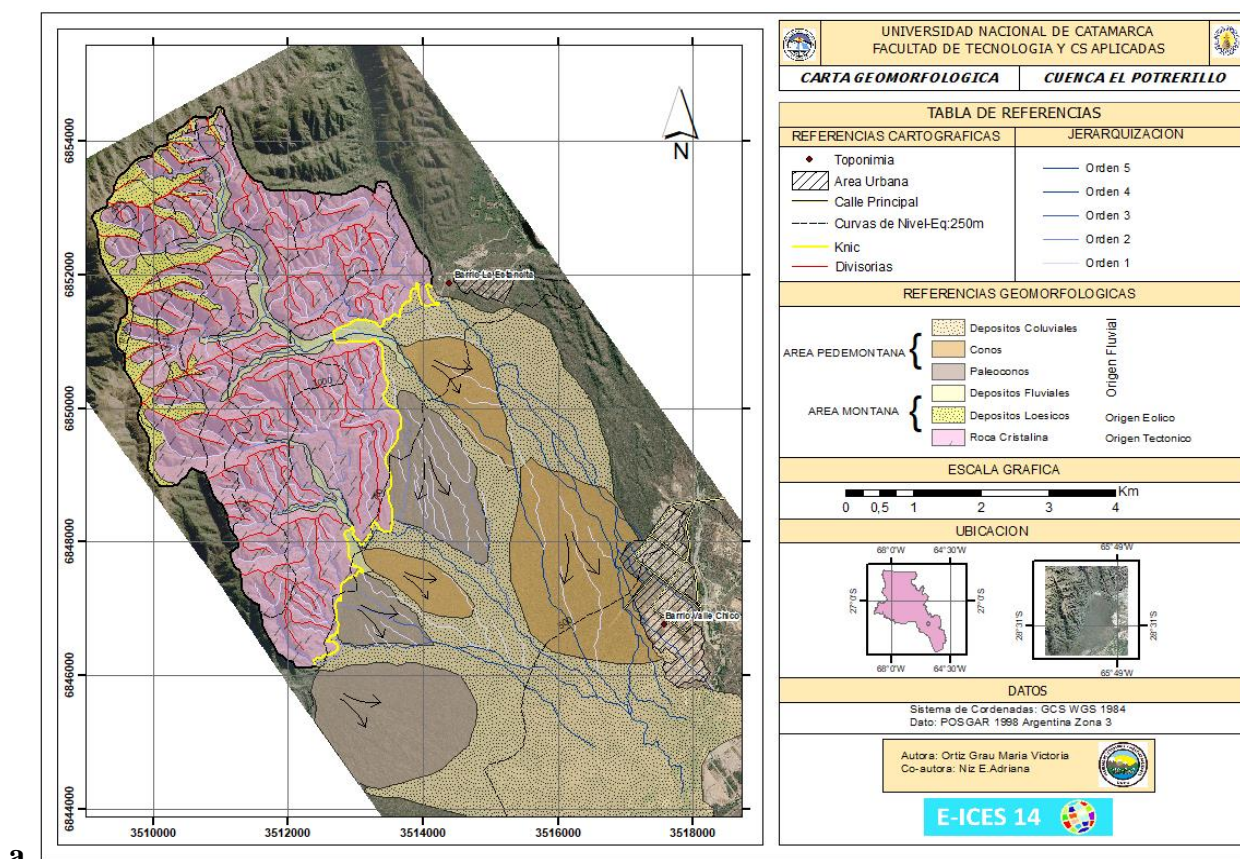 UNIVERSIDAD NACIONAL DE CATAMARCA
FACULTAD DE TECNOLOGIA Y CS APLICADAS
CARTA GEOMORFOLOGICA
CUENCA EL POTRERILLO
TABLA DE REFERENCIAS
REFERENCIAS CARTOGRAFICAS
JERARQUIZACION
Toponimia
Area Urbana
Calle Principal
Curvas de Nivel-Eq:250m
Knic
Divisorias
Orden 5
Orden 4
Orden 3
Orden 2
Orden 1
REFERENCIAS GEOMORFOLOGICAS
AREA PEDEMONTANA {
Depositos Coluviales
Conos
Paleoconos
Origen Fluvial
AREA MONTANA {
Depositos Fluviales
Depositos Loesicos
Origen Eolico
Roca Cristalina
Origen Tectonico
ESCALA GRAFICA
Km
0 0,5 1 2 3 4
UBICACION
68°0'W 64°30'W
27°0'S 27°0'S
68°0'W 64°30'W
65°49'W
28°31'S 28°31'S
65°49'W
DATOS
Sistema de Cordenadas: GCS WGS 1984
Dato: POSGAR 1998 Argentina Zona 3
Autora: Ortiz Grau Maria Victoria
Co-autora: Niz E.Adriana
E-ICES 14
N
Barrio La Estancita
Barrio Valle Chico
1000
500
6854000
6852000
6850000
6848000
6846000
6844000
3510000 3512000 3514000 3516000 3518000
a